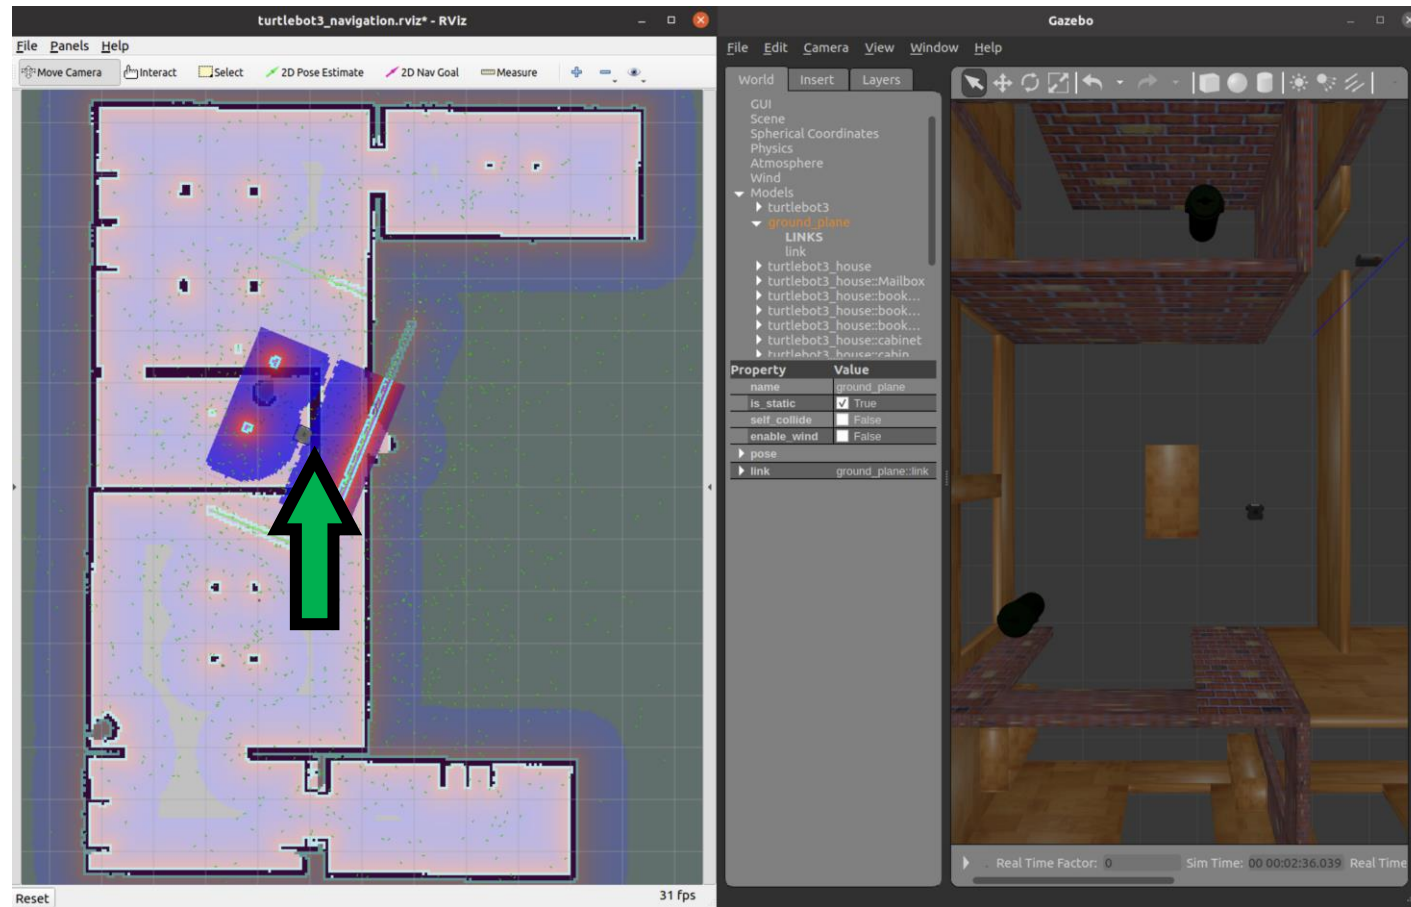 turtlebot3_navigation.rviz* - RViz
File Panels Help
Move Camera Interact Select 2D Pose Estimate 2D Nav Goal Measure
Reset
31 fps
Gazebo
File Edit Camera View Window Help
World Insert Layers
GUI
Scene
Spherical Coordinates
Physics
Atmosphere
Wind
Models
turtlebot3
ground_plane
LINKS
link
turtlebot3_house
turtlebot3_house::Mailbox
turtlebot3_house::book...
turtlebot3_house::book...
turtlebot3_house::book...
turtlebot3_house::cabinet
turtlebot3_house::cabin
Property Value
name ground_plane
is_static True
self_collide False
enable_wind False
pose
link ground_plane::link
Real Time Factor: 0 Sim Time: 00 00:02:36.039 Real Time